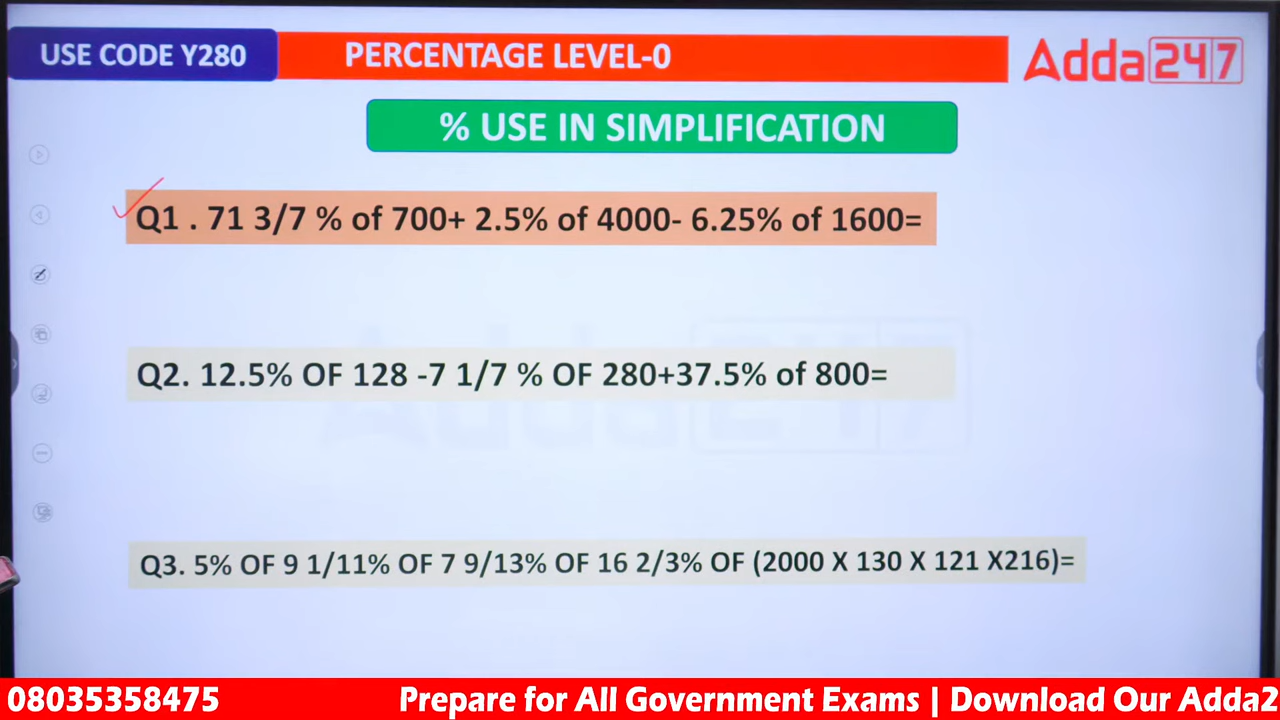 USE CODE Y280
PERCENTAGE LEVEL-0
Adda247
% USE IN SIMPLIFICATION
Q1 . 71 3/7 % of 700+ 2.5% of 4000- 6.25% of 1600=
Q2. 12.5% OF 128 -7 1/7 % OF 280+37.5% of 800=
Q3. 5% OF 9 1/11% OF 7 9/13% OF 16 2/3% OF (2000 X 130 X 121 X216)=
08035358475
Prepare for All Government Exams | Download Our Adda2